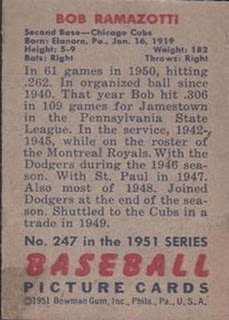 BOB RAMAZOTTI
Second Base—Chicago Cubs
Born: Elanora, Pa., Jan. 16, 1919
Height: 5-9 Weight: 182
Bats: Right Throws: Right
In 61 games in 1950, hitting
.262. In organized ball since
1940. That year Bob hit .306
in 109 games for Jamestown
in the Pennsylvania State
League. In the service, 1942-
1945, while on the roster of
the Montreal Royals. With the
Dodgers during the 1946 sea-
son. With St. Paul in 1947.
Also most of 1948. Joined
Dodgers at the end of the sea-
son. Shuttled to the Cubs in a
trade in 1949.
No. 247 in the 1951 SERIES
BASEBALL
PICTURE CARDS
©1951 Bowman Gum, Inc., Phila., Pa., U. S. A.